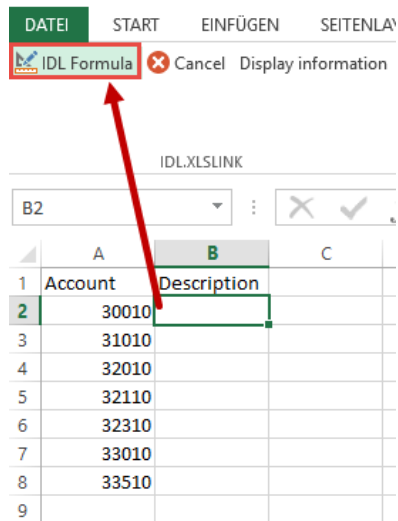 DATEI START EINFÜGEN SEITENLA
IDL Formula Cancel Display information
IDL.XLSLINK
B2
A B C
1 Account Description
2 30010
3 31010
4 32010
5 32110
6 32310
7 33010
8 33510
9